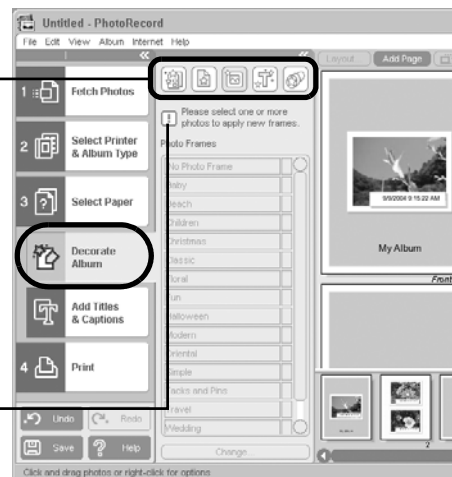 Untitled - PhotoRecord
File Edit View Album Internet Help
Layout Add Page
1 Fetch Photos
2 Select Printer
& Album Type
3 Select Paper
Decorate
Album
Add Titles
& Captions
4 Print
Undo Redo
Save Help
Please select one or more
photos to apply new frames.
Photo Frames
No Photo Frame
Baby
Beach
Children
Christmas
Classic
Floral
Fun
Halloween
Modern
Oriental
Simple
Tacks and Pins
Travel
Wedding
Change...
9/9/2004 9:15:22 AM
My Album
Front
2
Click and drag photos or right-click for options